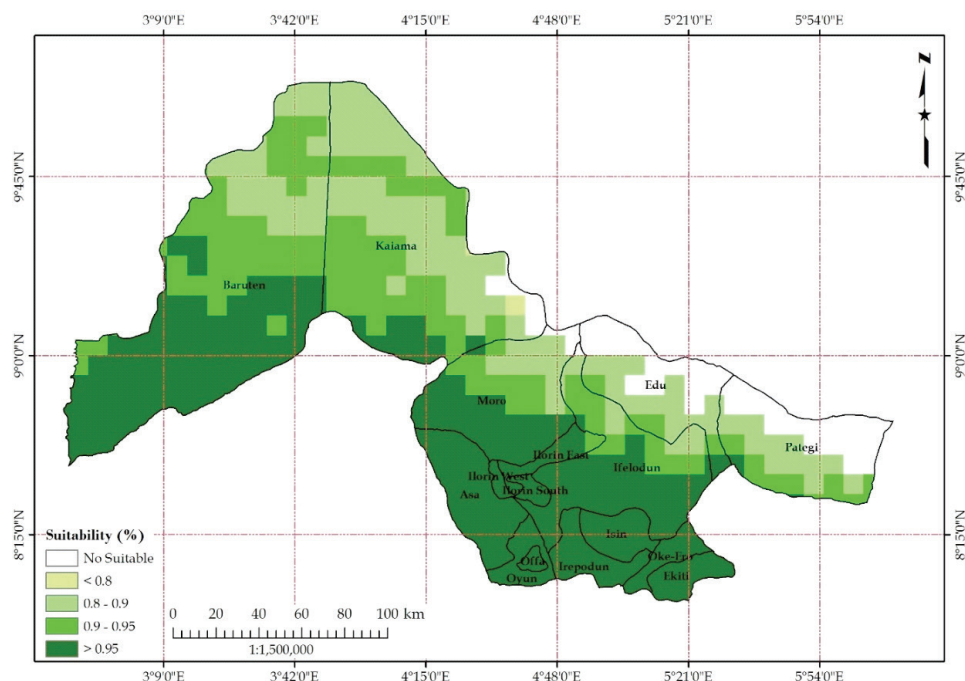 3°9'0"E 3°42'0"E 4°15'0"E 4°48'0"E 5°21'0"E 5°54'0"E
N
9°45'0"N 9°45'0"N
Kaiama
Baruten
9°0'0"N 9°0'0"N
Edu
Moro
Pategi
Ilorin East
Ifelodun
Ilorin West
Asa
Ilorin South
8°15'0"N 8°15'0"N
Isin
Offa
Oke-Ero
Irepodun
Oyun
Ekiti
Suitability (%)
No Suitable
< 0.8
0.8 - 0.9
0.9 - 0.95
> 0.95
0 20 40 60 80 100 km
1:1,500,000
3°9'0"E 3°42'0"E 4°15'0"E 4°48'0"E 5°21'0"E 5°54'0"E